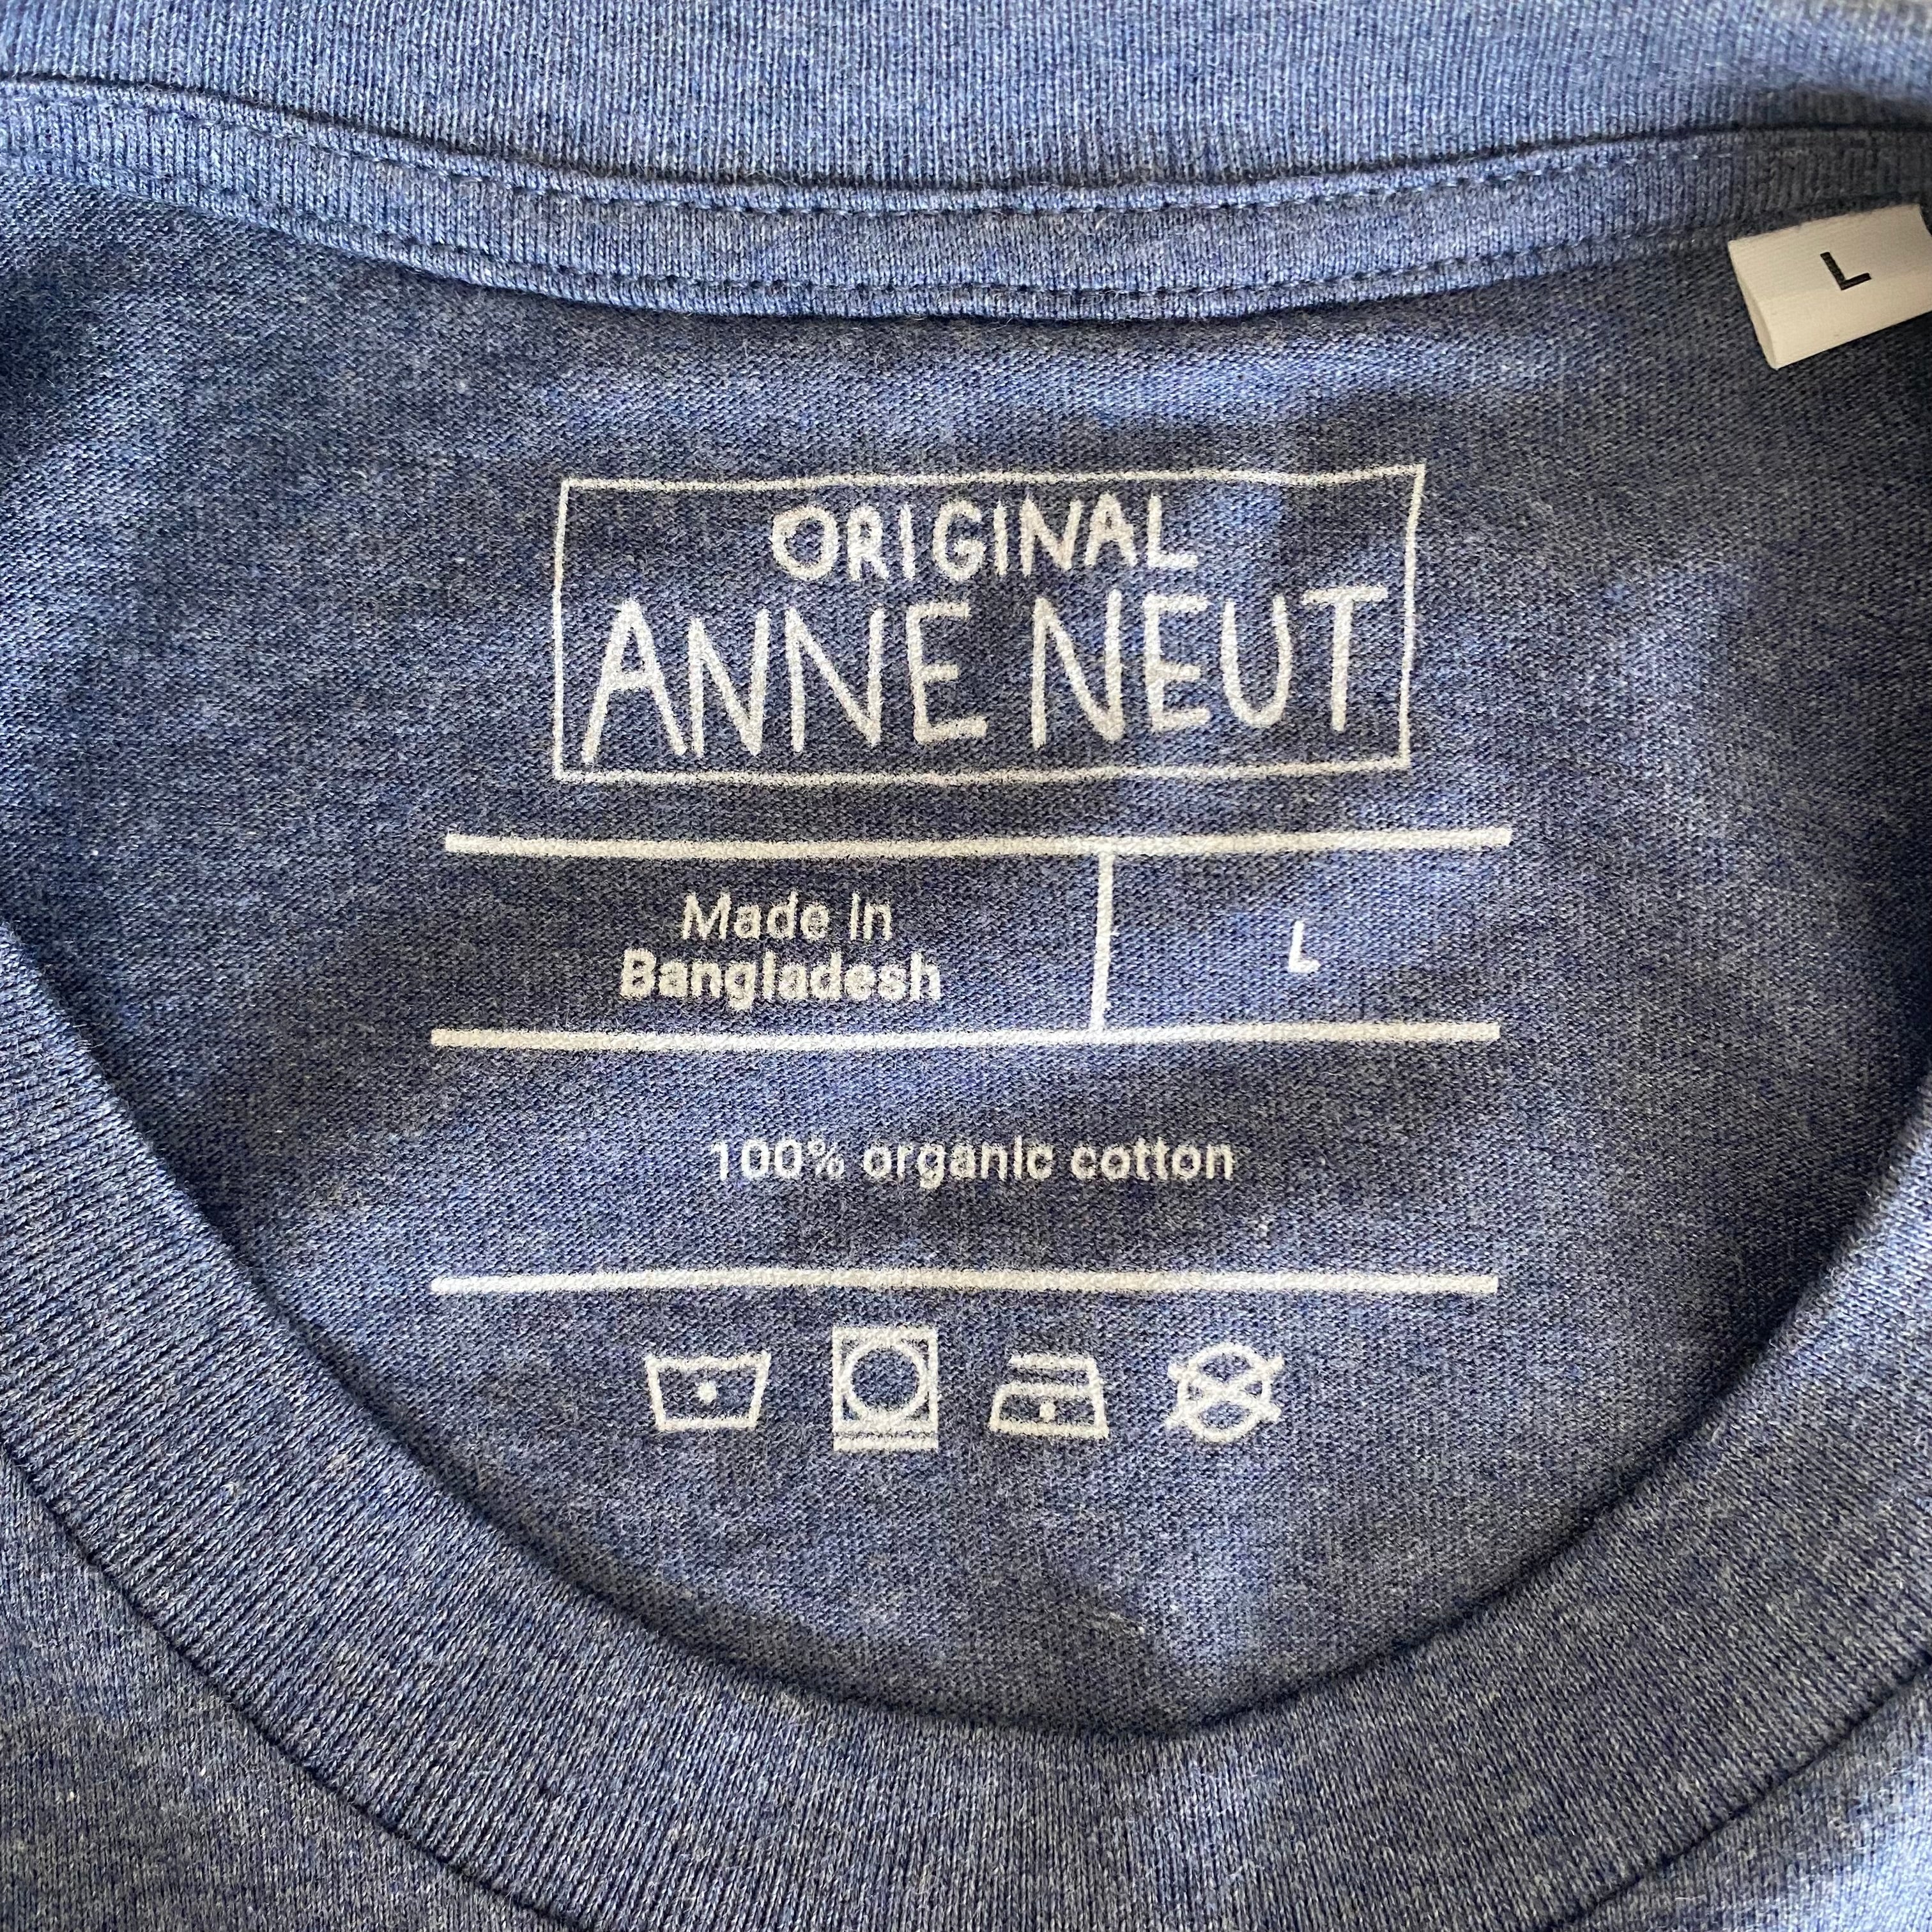 L
ORIGINAL
ANNE NEUT
Made in
Bangladesh
L
100% organic cotton